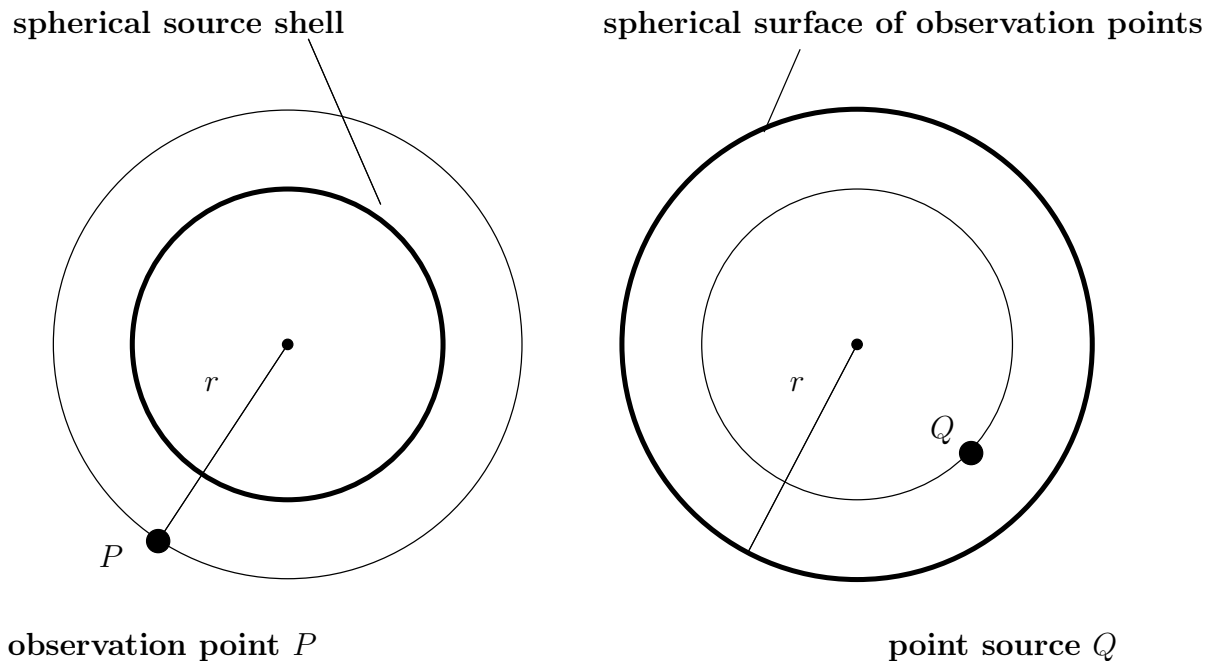 spherical source shell
spherical surface of observation points
r
r
Q
P
observation point P
point source Q